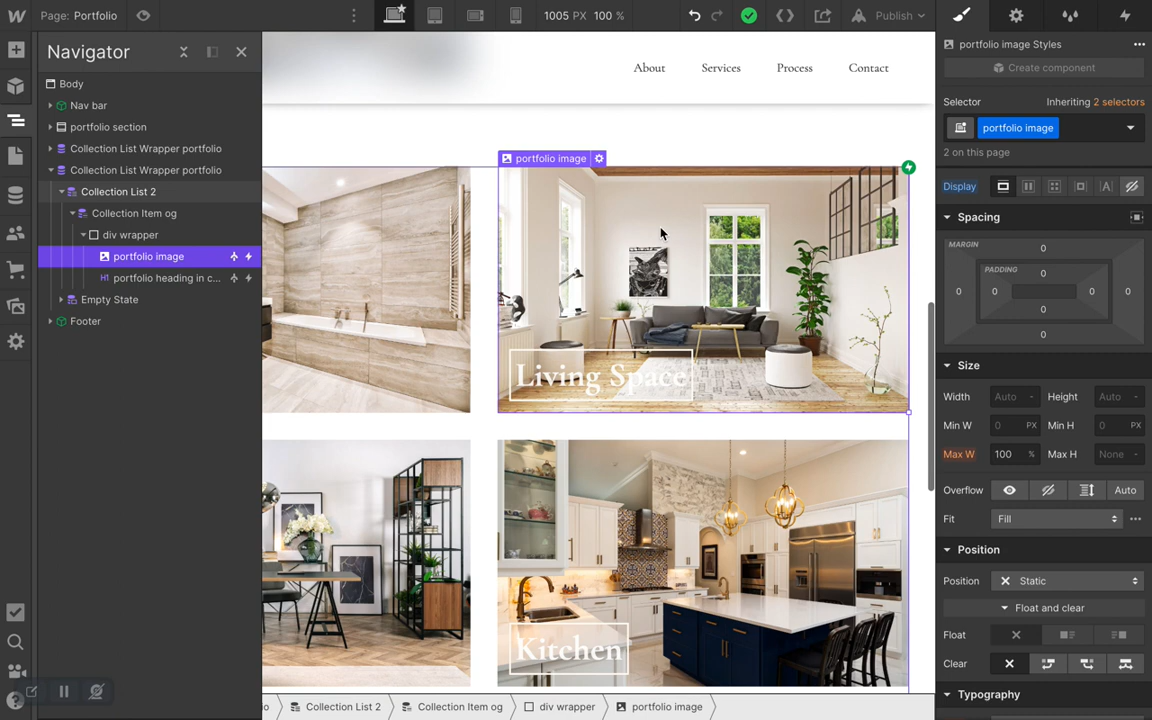 Page: Portfolio
1005 PX 100 %
Publish
Navigator
Body
Nav bar
portfolio section
Collection List Wrapper portfolio
Collection List Wrapper portfolio
Collection List 2
Collection Item og
div wrapper
portfolio image
H1 portfolio heading in c...
Empty State
Footer
About Services Process Contact
portfolio image
Living Space
Kitchen
Collection List 2
Collection Item og
div wrapper
portfolio image
portfolio image Styles
Create component
Selector Inheriting 2 selectors
portfolio image
2 on this page
Display
Spacing
MARGIN
0
PADDING
0
0 0 0 0
0
0
Size
Width Auto - Height Auto -
Min W 0 PX Min H 0 PX
Max W 100 % Max H None -
Overflow Auto
Fit Fill
Position
Position Static
Float and clear
Float
Clear
Typography